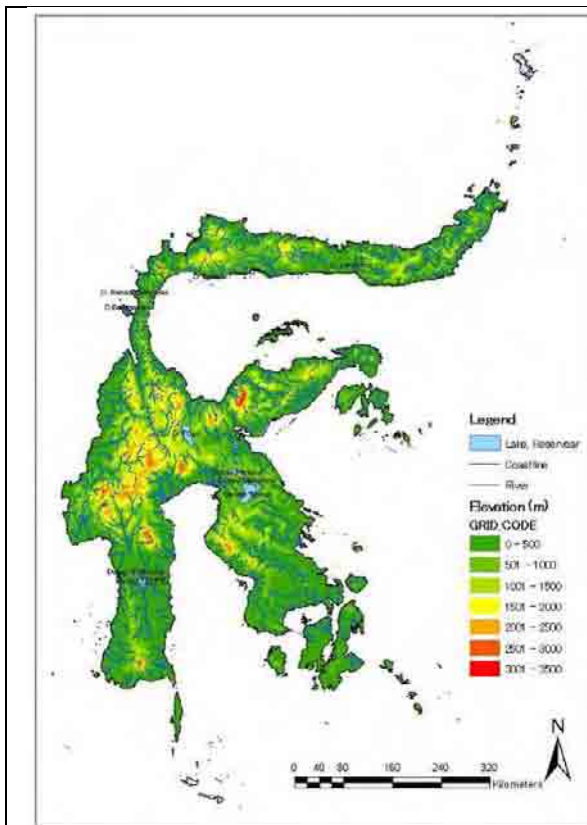 Legend
Lake, Reservoir
Coastline
River
Elevation (m)
GRID_CODE
0 - 500
501 - 1000
1001 - 1500
1501 - 2000
2001 - 2500
2501 - 3000
3001 - 3500
N
0 40 80 160 240 320
Kilometers